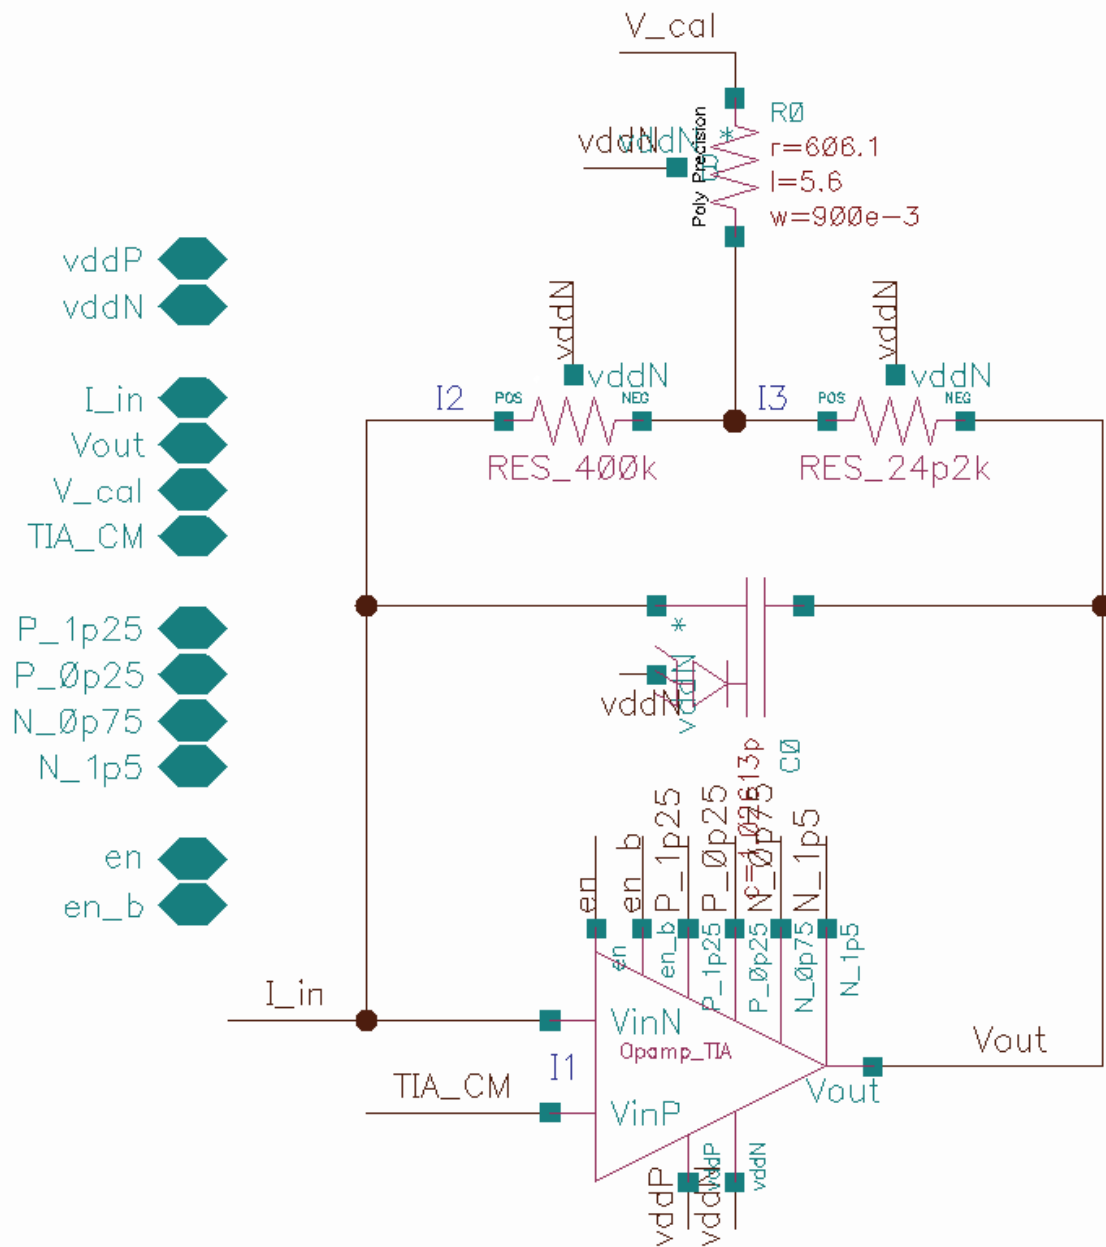 V_cal
R0
vddN
vddN
*
r=606.1
l=5.6
w=900e-3
Poly Precision
vddP
vddN
I_in
Vout
V_cal
TIA_CM
P_1p25
P_0p25
N_0p75
N_1p5
en
en_b
vddN
vddN
I2
POS
NEG
RES_400k
vddN
vddN
I3
POS
NEG
RES_24p2k
*
vddN
vddN
C0
en
en_b
P_1p25
P_0p25
N_0p75
N_1p5
en
en_b
P_1p25
P_0p25
N_0p75
N_1p5
I_in
VinN
Opamp_TIA
I1
TIA_CM
VinP
Vout
Vout
vddP
vddN
vddP
vddN